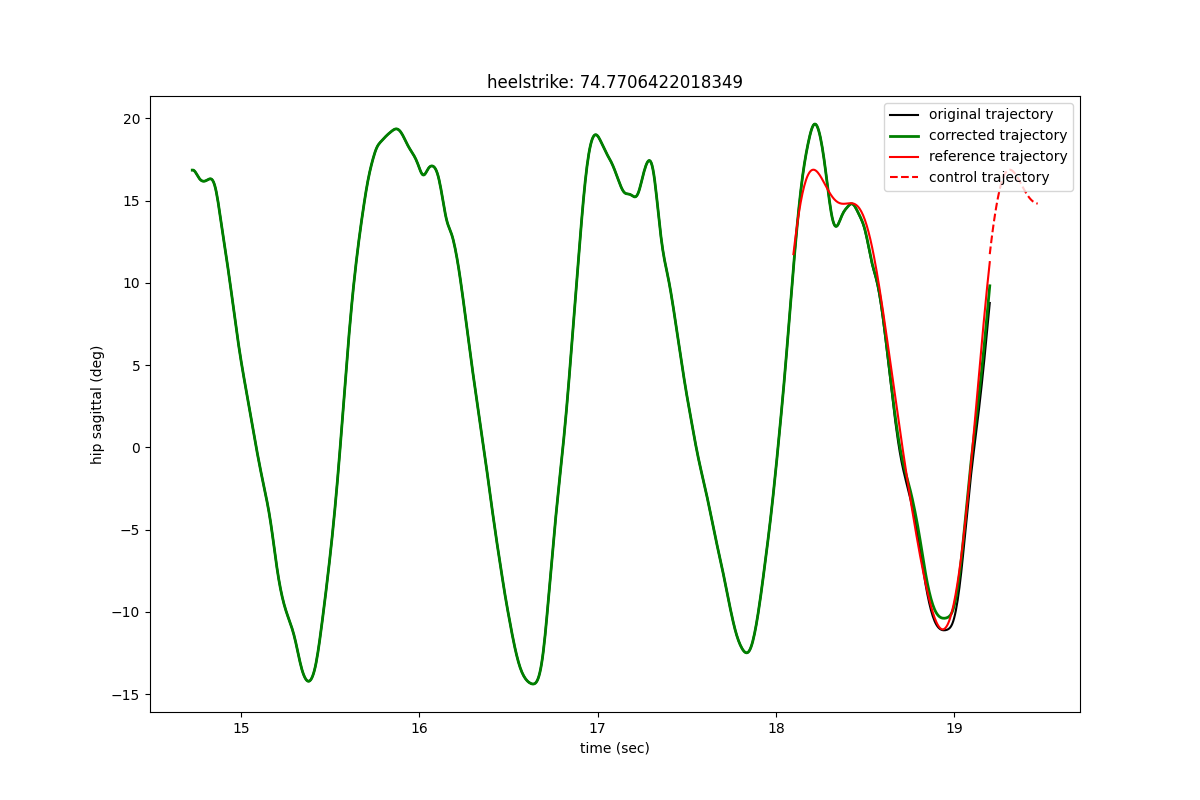 heelstrike: 74.7706422018349
original trajectory
corrected trajectory
reference trajectory
control trajectory
20
15
10
5
0
−5
−10
−15
hip sagittal (deg)
15 16 17 18 19
time (sec)